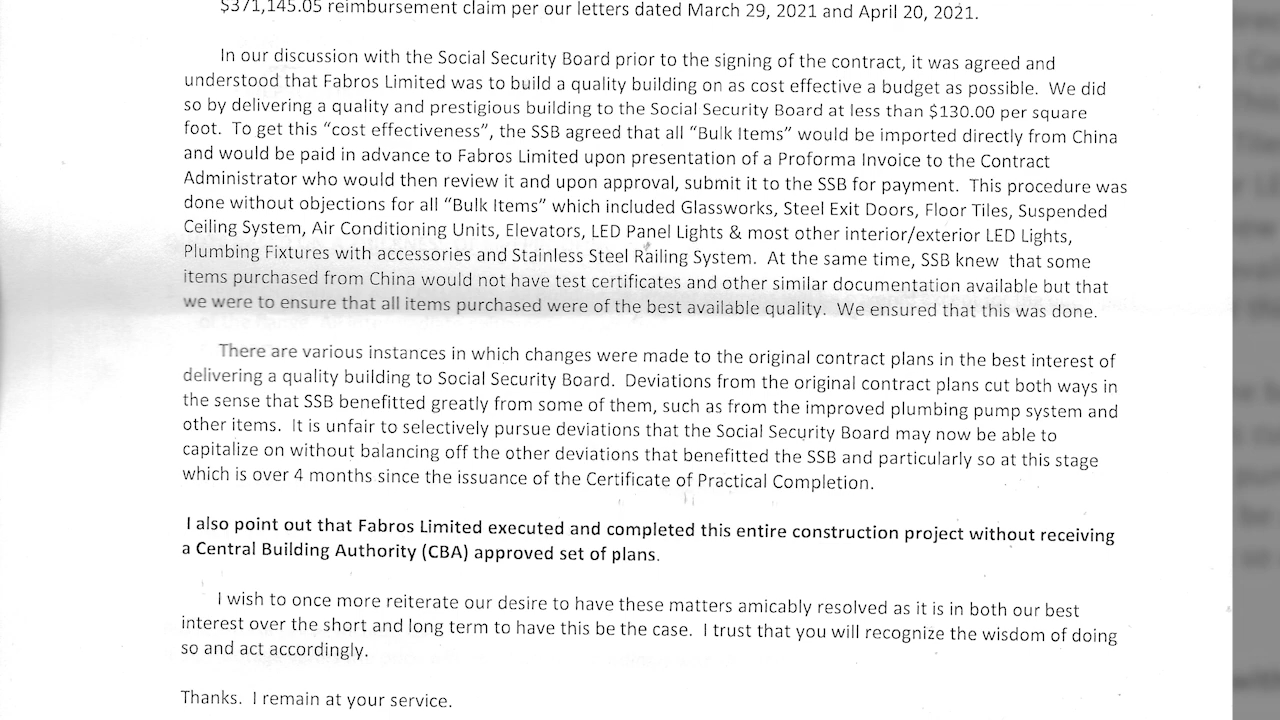 $371,145.05 reimbursement claim per our letters dated March 29, 2021 and April 20, 2021.
In our discussion with the Social Security Board prior to the signing of the contract, it was agreed and
understood that Fabros Limited was to build a quality building on as cost effective a budget as possible. We did
so by delivering a quality and prestigious building to the Social Security Board at less than $130.00 per square
foot. To get this “cost effectiveness”, the SSB agreed that all “Bulk Items” would be imported directly from China
and would be paid in advance to Fabros Limited upon presentation of a Proforma Invoice to the Contract
Administrator who would then review it and upon approval, submit it to the SSB for payment. This procedure was
done without objections for all “Bulk Items” which included Glassworks, Steel Exit Doors, Floor Tiles, Suspended
Ceiling System, Air Conditioning Units, Elevators, LED Panel Lights & most other interior/exterior LED Lights,
Plumbing Fixtures with accessories and Stainless Steel Railing System. At the same time, SSB knew that some
items purchased from China would not have test certificates and other similar documentation available but that
we were to ensure that all items purchased were of the best available quality. We ensured that this was done.
There are various instances in which changes were made to the original contract plans in the best interest of
delivering a quality building to Social Security Board. Deviations from the original contract plans cut both ways in
the sense that SSB benefitted greatly from some of them, such as from the improved plumbing pump system and
other items. It is unfair to selectively pursue deviations that the Social Security Board may now be able to
capitalize on without balancing off the other deviations that benefitted the SSB and particularly so at this stage
which is over 4 months since the issuance of the Certificate of Practical Completion.
I also point out that Fabros Limited executed and completed this entire construction project without receiving
a Central Building Authority (CBA) approved set of plans.
I wish to once more reiterate our desire to have these matters amicably resolved as it is in both our best
interest over the short and long term to have this be the case. I trust that you will recognize the wisdom of doing
so and act accordingly.
Thanks. I remain at your service.